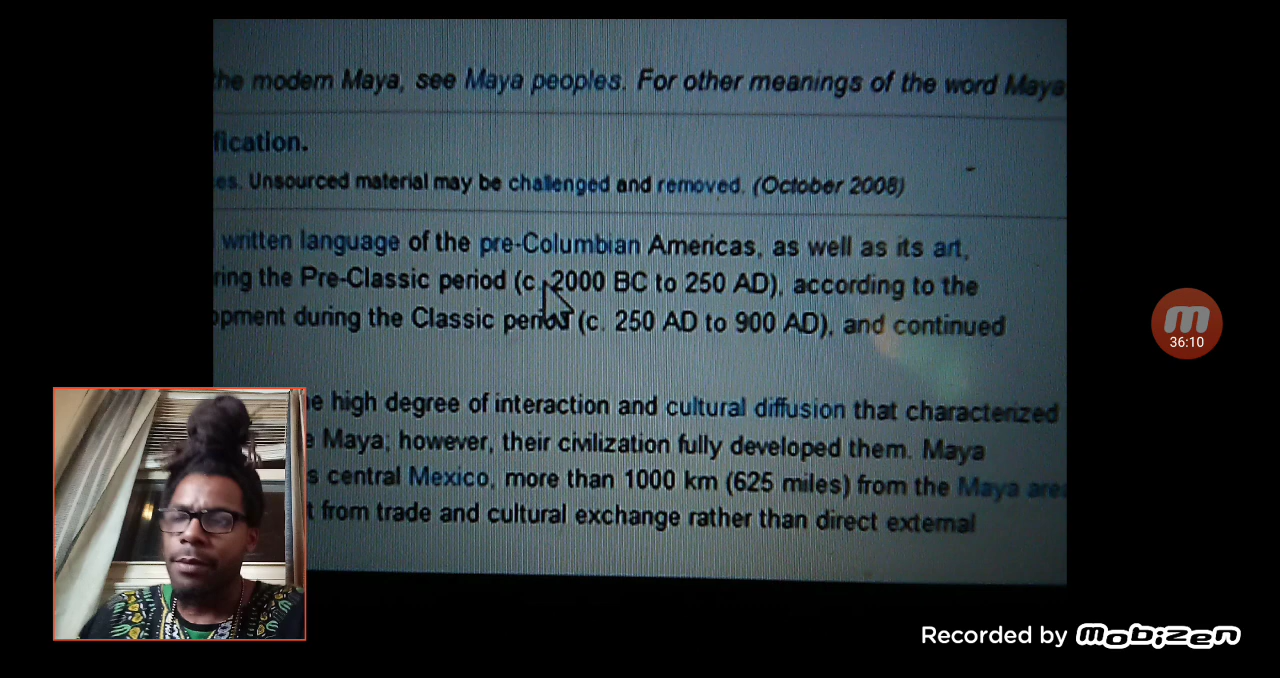 the modern Maya, see Maya peoples. For other meanings of the word Maya
fication.
es. Unsourced material may be challenged and removed. (October 2008)
written language of the pre-Columbian Americas, as well as its art,
ring the Pre-Classic period (c. 2000 BC to 250 AD), according to the
opment during the Classic period (c. 250 AD to 900 AD), and continued
e high degree of interaction and cultural diffusion that characterized
e Maya; however, their civilization fully developed them. Maya
s central Mexico, more than 1000 km (625 miles) from the Maya area
t from trade and cultural exchange rather than direct external
m
36:10
Recorded by Mobizen